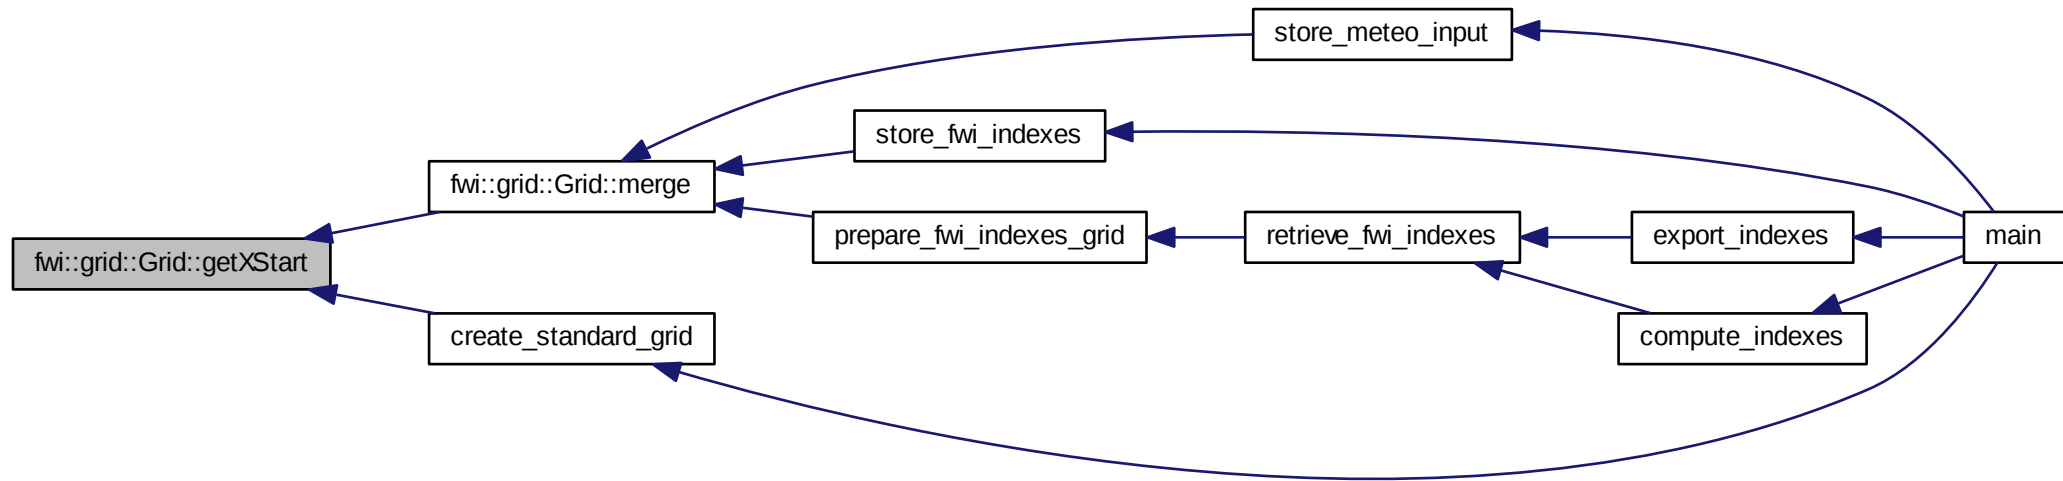 store_meteo_input
store_fwi_indexes
fwi::grid::Grid::merge
prepare_fwi_indexes_grid
retrieve_fwi_indexes
export_indexes
main
fwi::grid::Grid::getXStart
create_standard_grid
compute_indexes